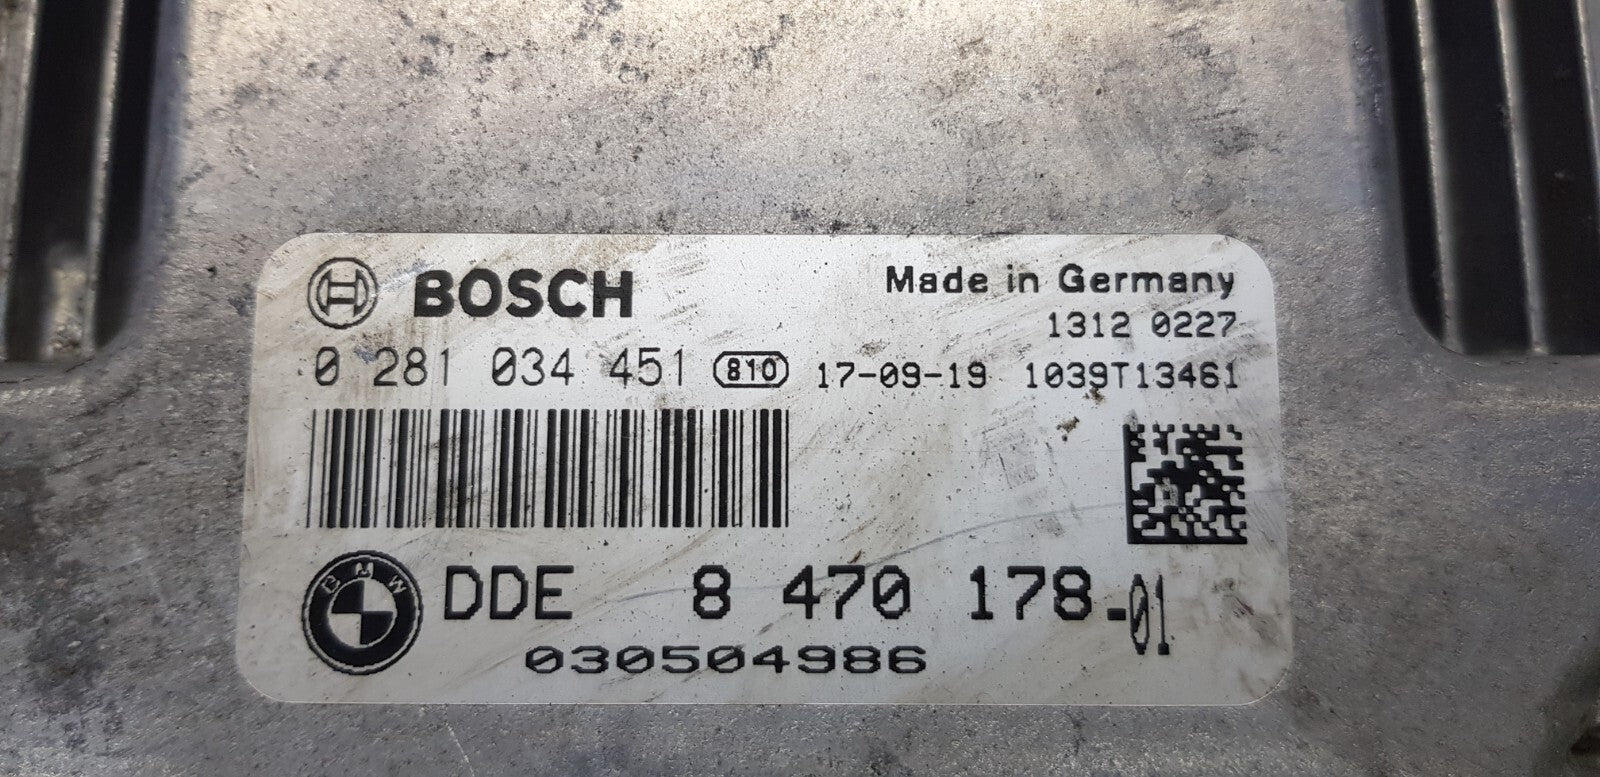 BOSCH
Made in Germany
1312 0227
0 281 034 451 810 17-09-19 1039T13461
BMW
DDE 8 470 178-01
030504986